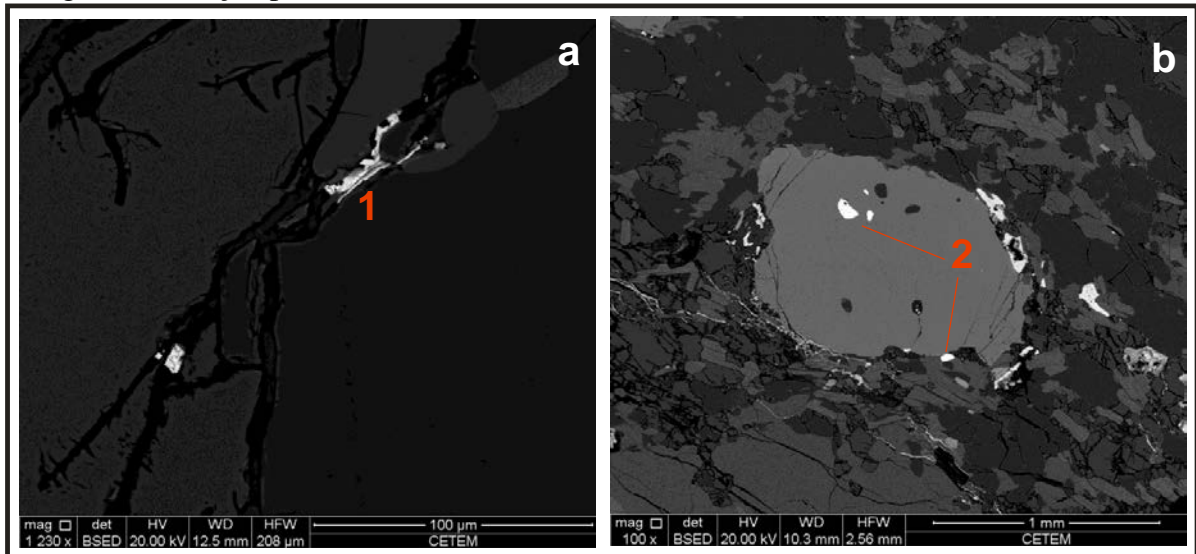 a
1
mag □ det HV WD HFW 100 µm
1 230 x BSED 20.00 kV 12.5 mm 208 µm CETEM
b
2
mag □ det HV WD HFW 1 mm
100 x BSED 20.00 kV 10.3 mm 2.56 mm CETEM